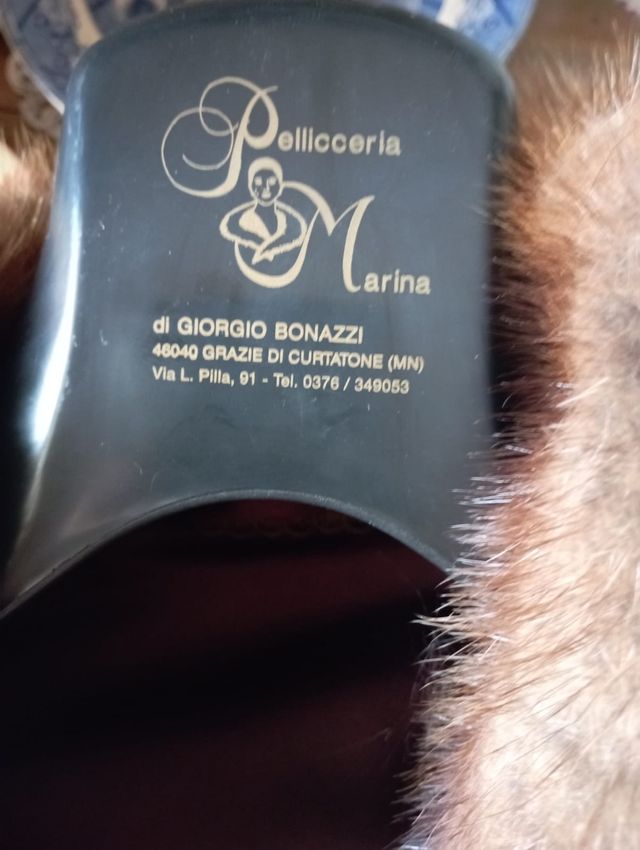 Pellicceria
Marina
di GIORGIO BONAZZI
46040 GRAZIE DI CURTATONE (MN)
Via L. Pilla, 91 - Tel. 0376 / 349053